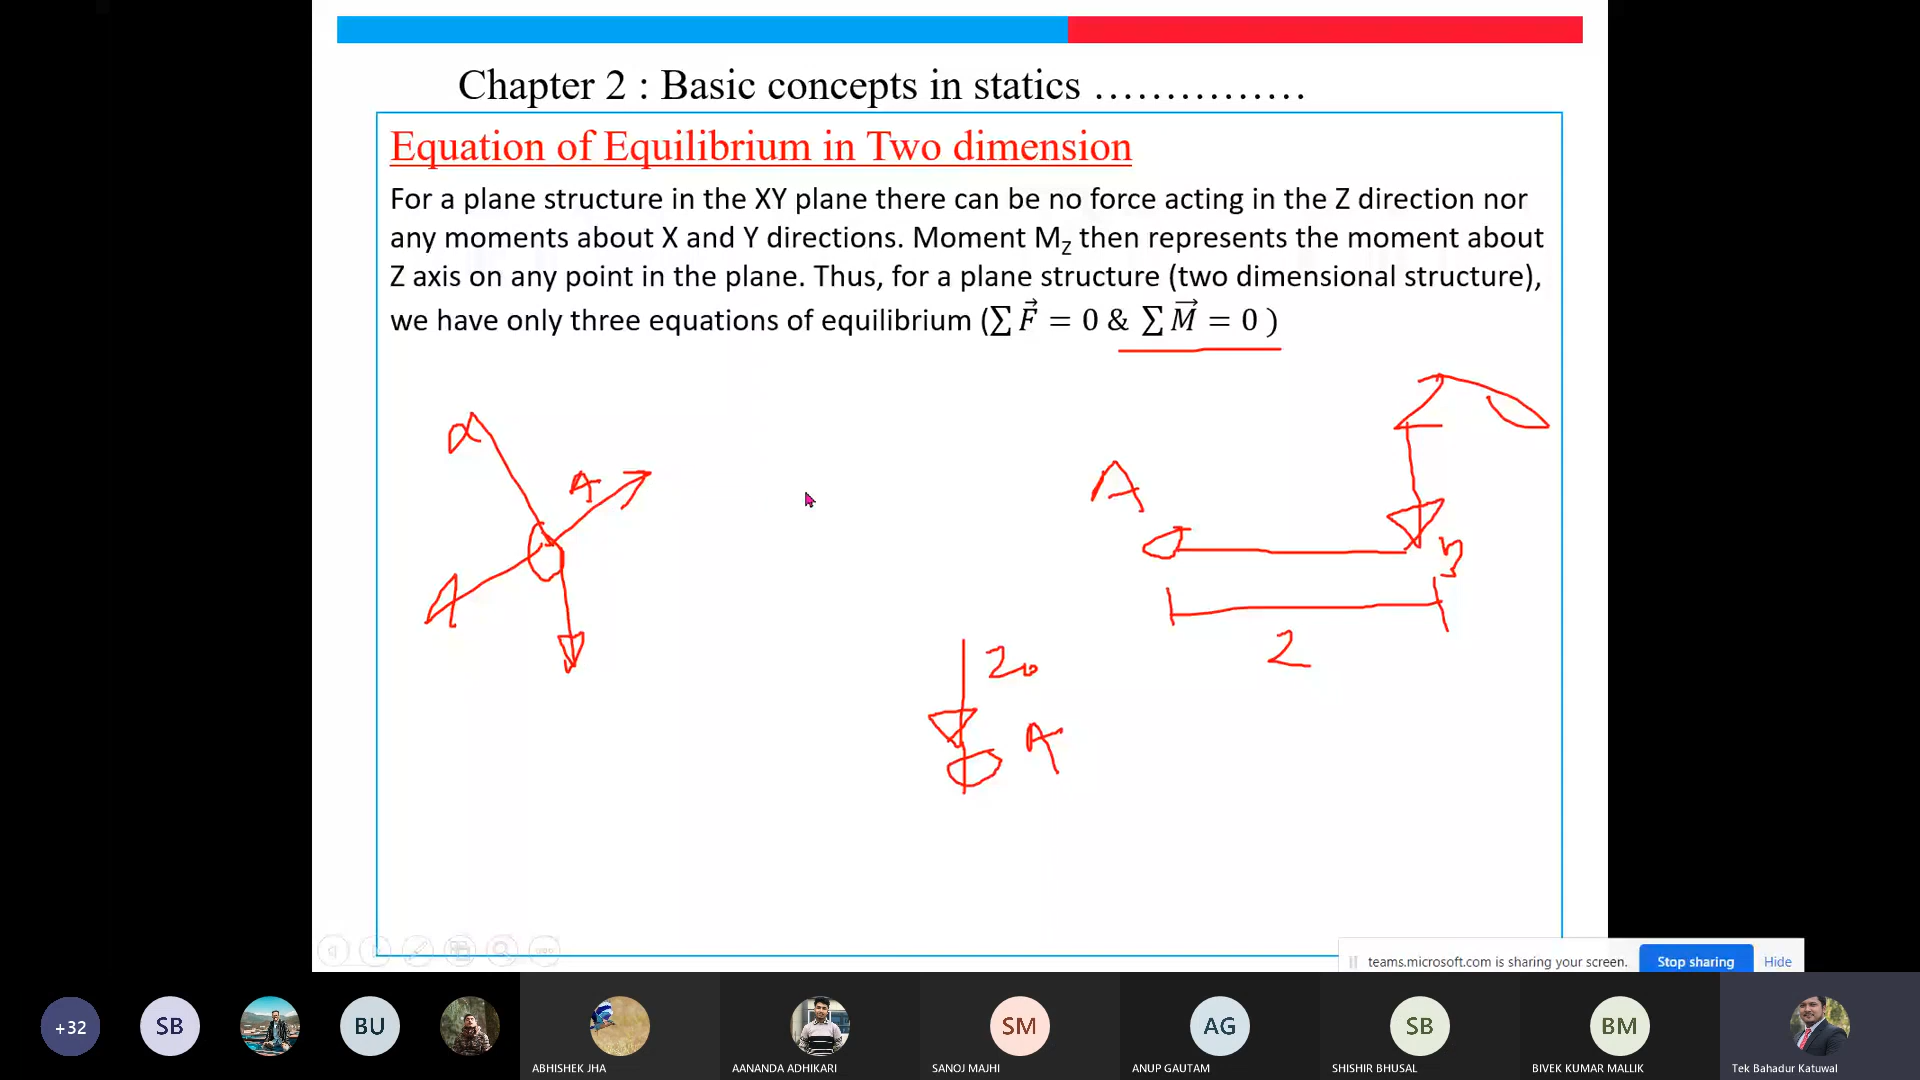 Chapter 2 : Basic concepts in statics ……………
Equation of Equilibrium in Two dimension
For a plane structure in the XY plane there can be no force acting in the Z direction nor
any moments about X and Y directions. Moment M_Z then represents the moment about
Z axis on any point in the plane. Thus, for a plane structure (two dimensional structure),
we have only three equations of equilibrium (∑ F⃗ = 0 & ∑ M⃗ = 0 )
A
A
2
20
A
teams.microsoft.com is sharing your screen. Stop sharing Hide
+32 SB BU SM AG SB BM
ABHISHEK JHA AANANDA ADHIKARI SANOJ MAJHI ANUP GAUTAM SHISHIR BHUSAL BIVEK KUMAR MALLIK Tek Bahadur Katuwal